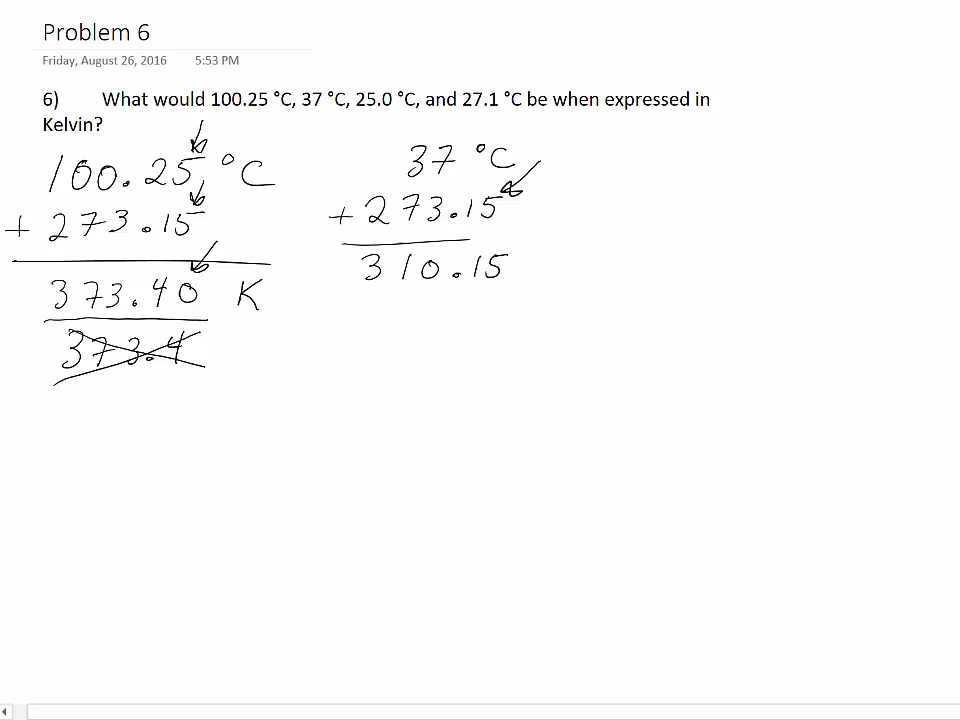 Problem 6
Friday, August 26, 2016 5:53 PM
6) What would 100.25 °C, 37 °C, 25.0 °C, and 27.1 °C be when expressed in
Kelvin?
100.25 °C
+ 273.15
373.40 K
373.4
37 °C
+ 273.15
310.15